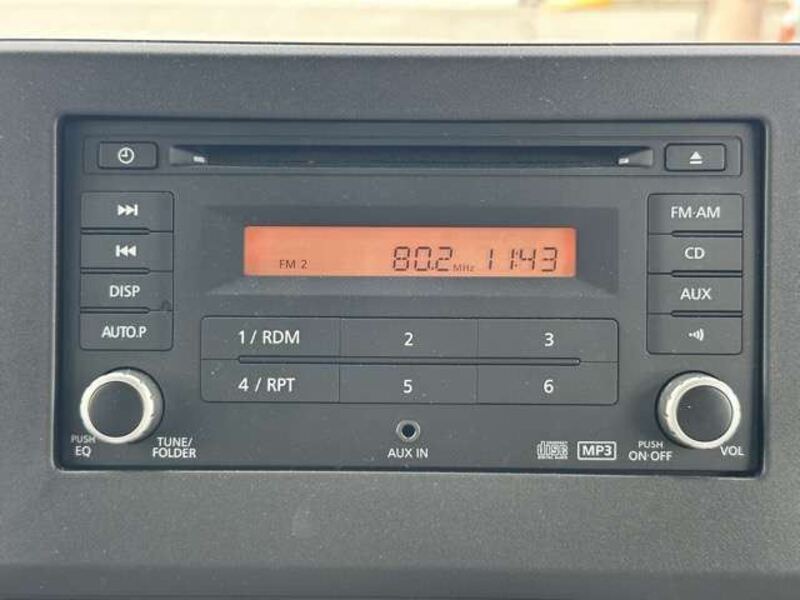 FM·AM
CD
DISP
AUX
AUTO.P
FM 2
80.2 MHz
11:43
1 / RDM
2
3
4 / RPT
5
6
PUSH
EQ
TUNE/
FOLDER
AUX IN
MP3
PUSH
ON·OFF
VOL